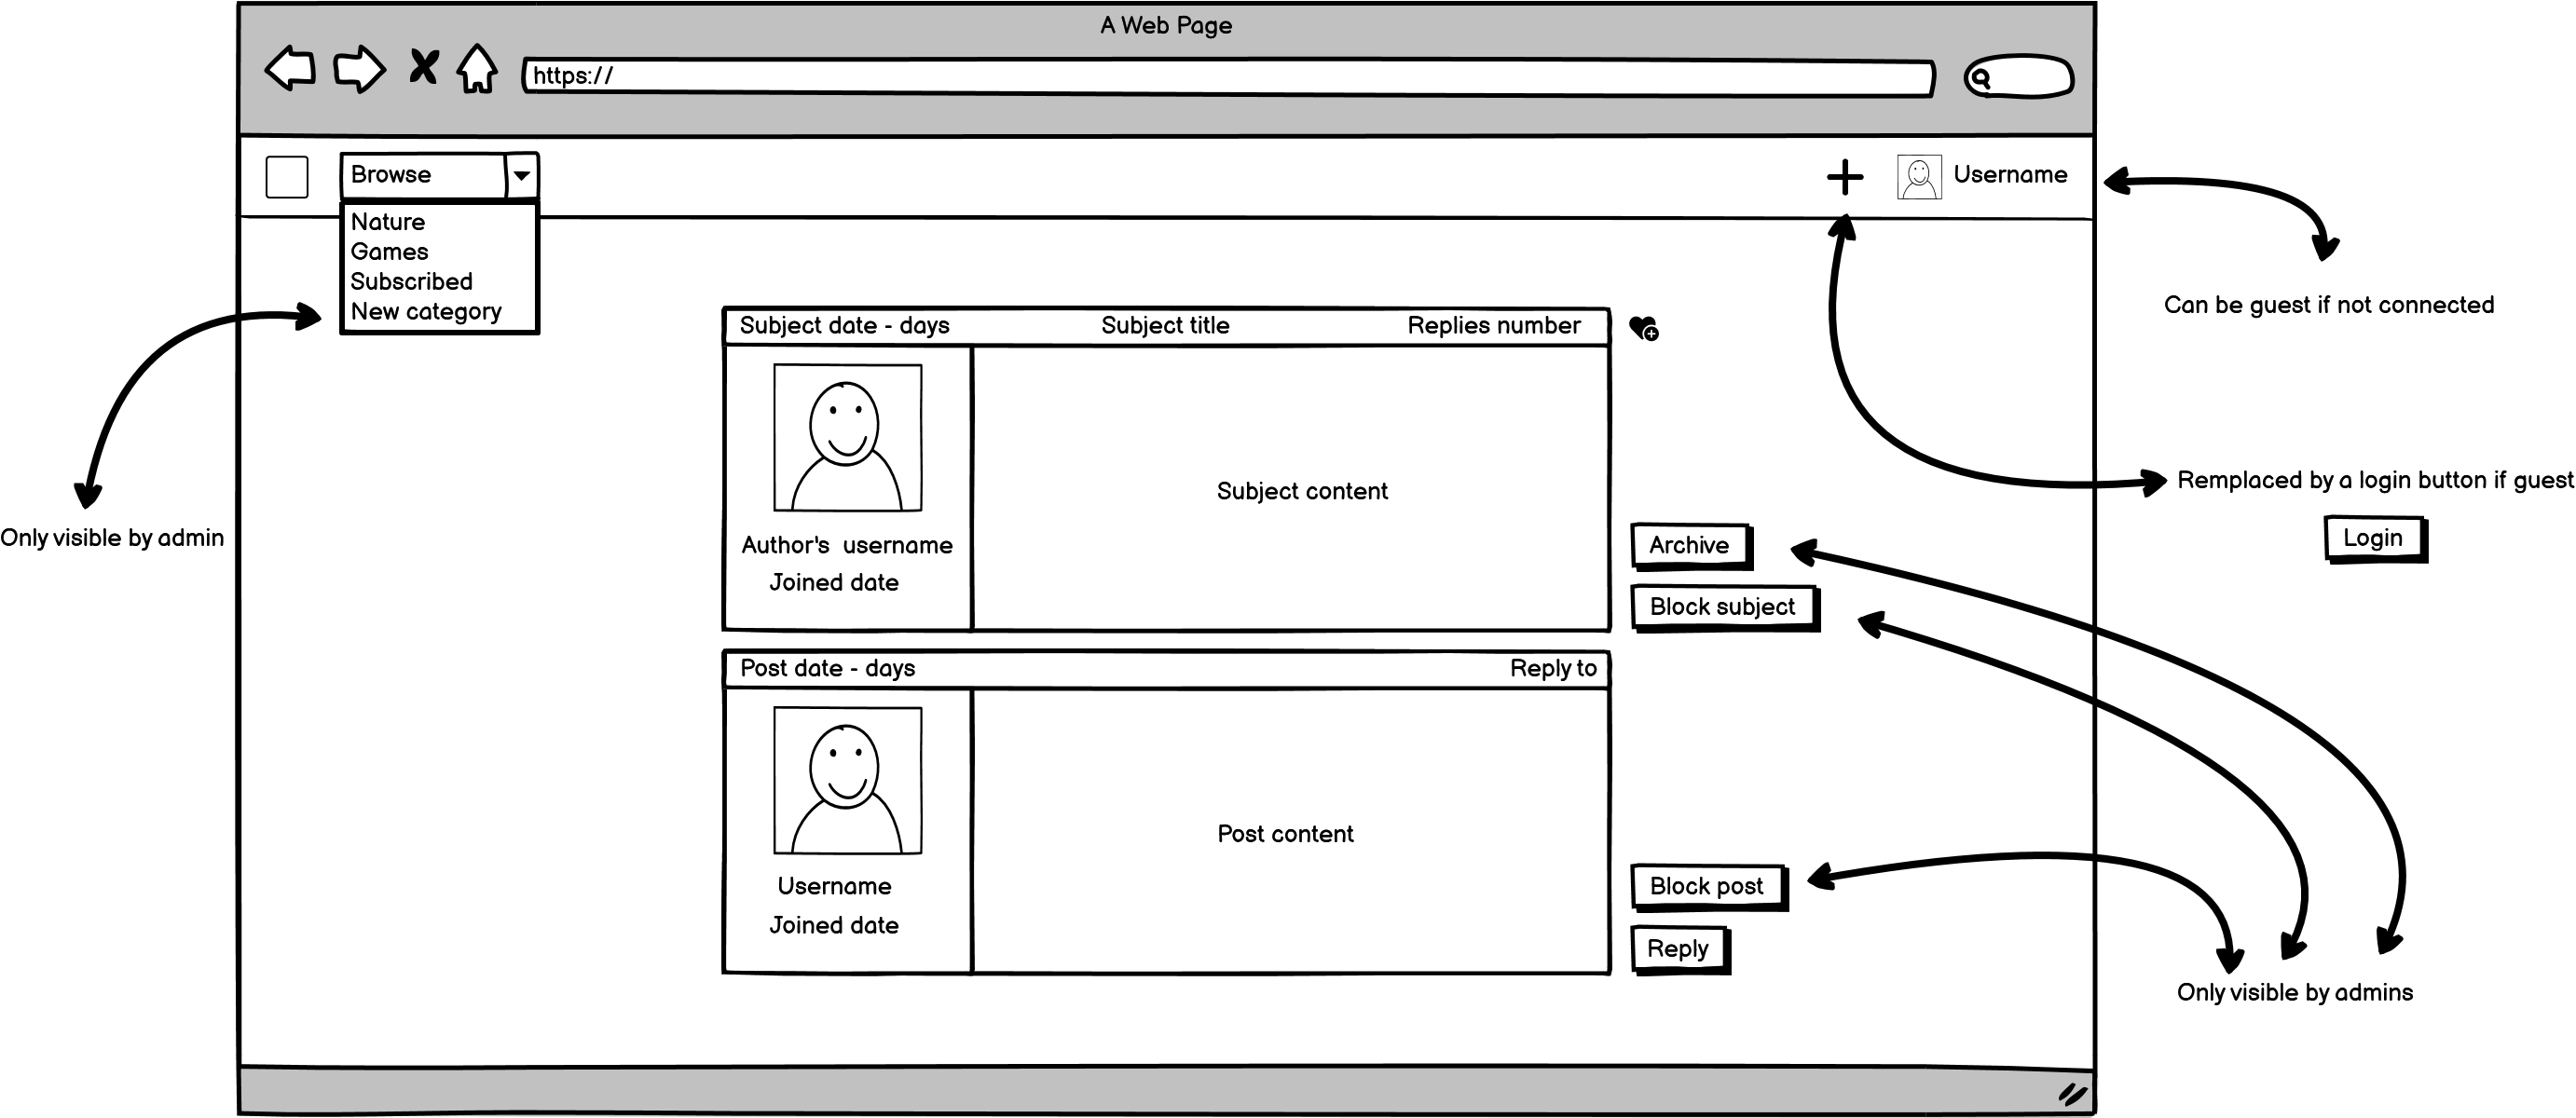 A Web Page
https://
Browse
Username
Nature
Games
Subscribed
New category
Can be guest if not connected
Subject date - days
Subject title
Replies number
Subject content
Remplaced by a login button if guest
Login
Only visible by admin
Author's username
Joined date
Archive
Block subject
Post date - days
Reply to
Post content
Username
Joined date
Block post
Reply
Only visible by admins